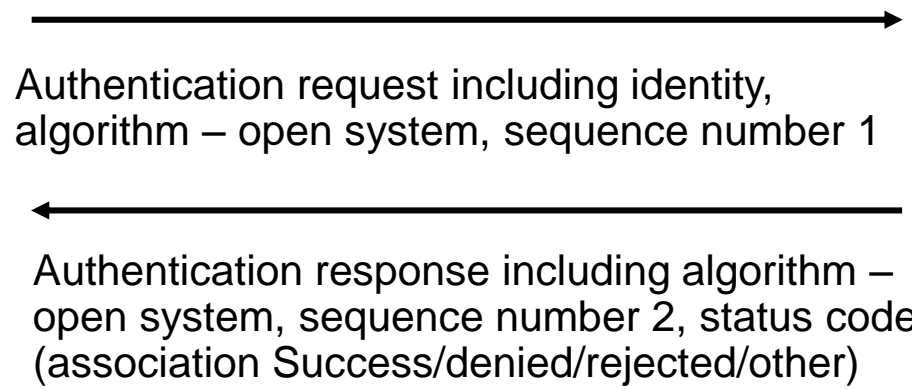 Authentication request including identity,
algorithm – open system, sequence number 1
Authentication response including algorithm –
open system, sequence number 2, status code
(association Success/denied/rejected/other)